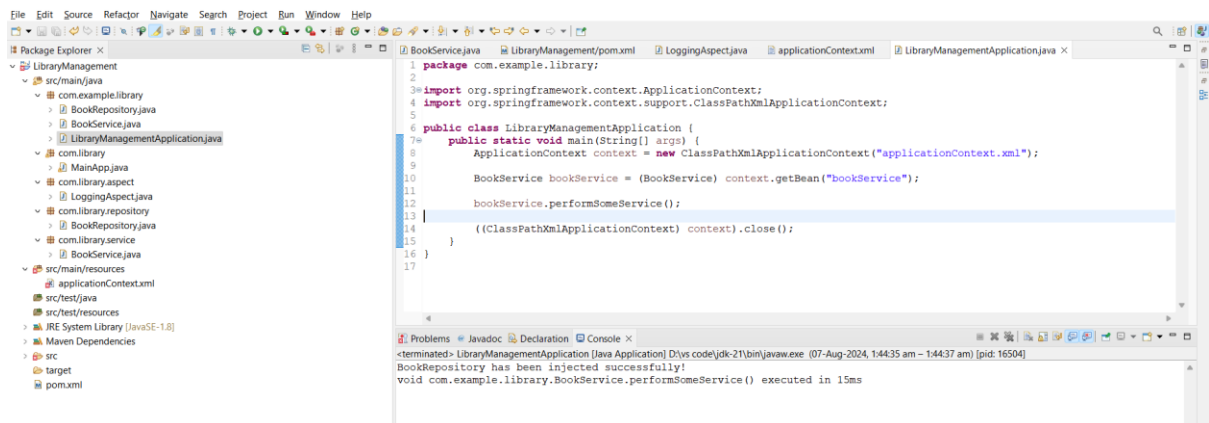 File Edit Source Refactor Navigate Search Project Run Window Help
Package Explorer ×
LibraryManagement
src/main/java
com.example.library
BookRepository.java
BookService.java
LibraryManagementApplication.java
com.library
MainApp.java
com.library.aspect
LoggingAspect.java
com.library.repository
BookRepository.java
com.library.service
BookService.java
src/main/resources
applicationContext.xml
src/test/java
src/test/resources
JRE System Library [JavaSE-1.8]
Maven Dependencies
src
target
pom.xml
BookService.java LibraryManagement/pom.xml LoggingAspect.java applicationContext.xml LibraryManagementApplication.java ×
1 package com.example.library;
2
3 import org.springframework.context.ApplicationContext;
4 import org.springframework.context.support.ClassPathXmlApplicationContext;
5
6 public class LibraryManagementApplication {
7 public static void main(String[] args) {
8 ApplicationContext context = new ClassPathXmlApplicationContext("applicationContext.xml");
9
10 BookService bookService = (BookService) context.getBean("bookService");
11
12 bookService.performSomeService();
13
14 ((ClassPathXmlApplicationContext) context).close();
15 }
16 }
17
Problems Javadoc Declaration Console ×
<terminated> LibraryManagementApplication [Java Application] D:\vs code\jdk-21\bin\javaw.exe (07-Aug-2024, 1:44:35 am – 1:44:37 am) [pid: 16504]
BookRepository has been injected successfully!
void com.example.library.BookService.performSomeService() executed in 15ms